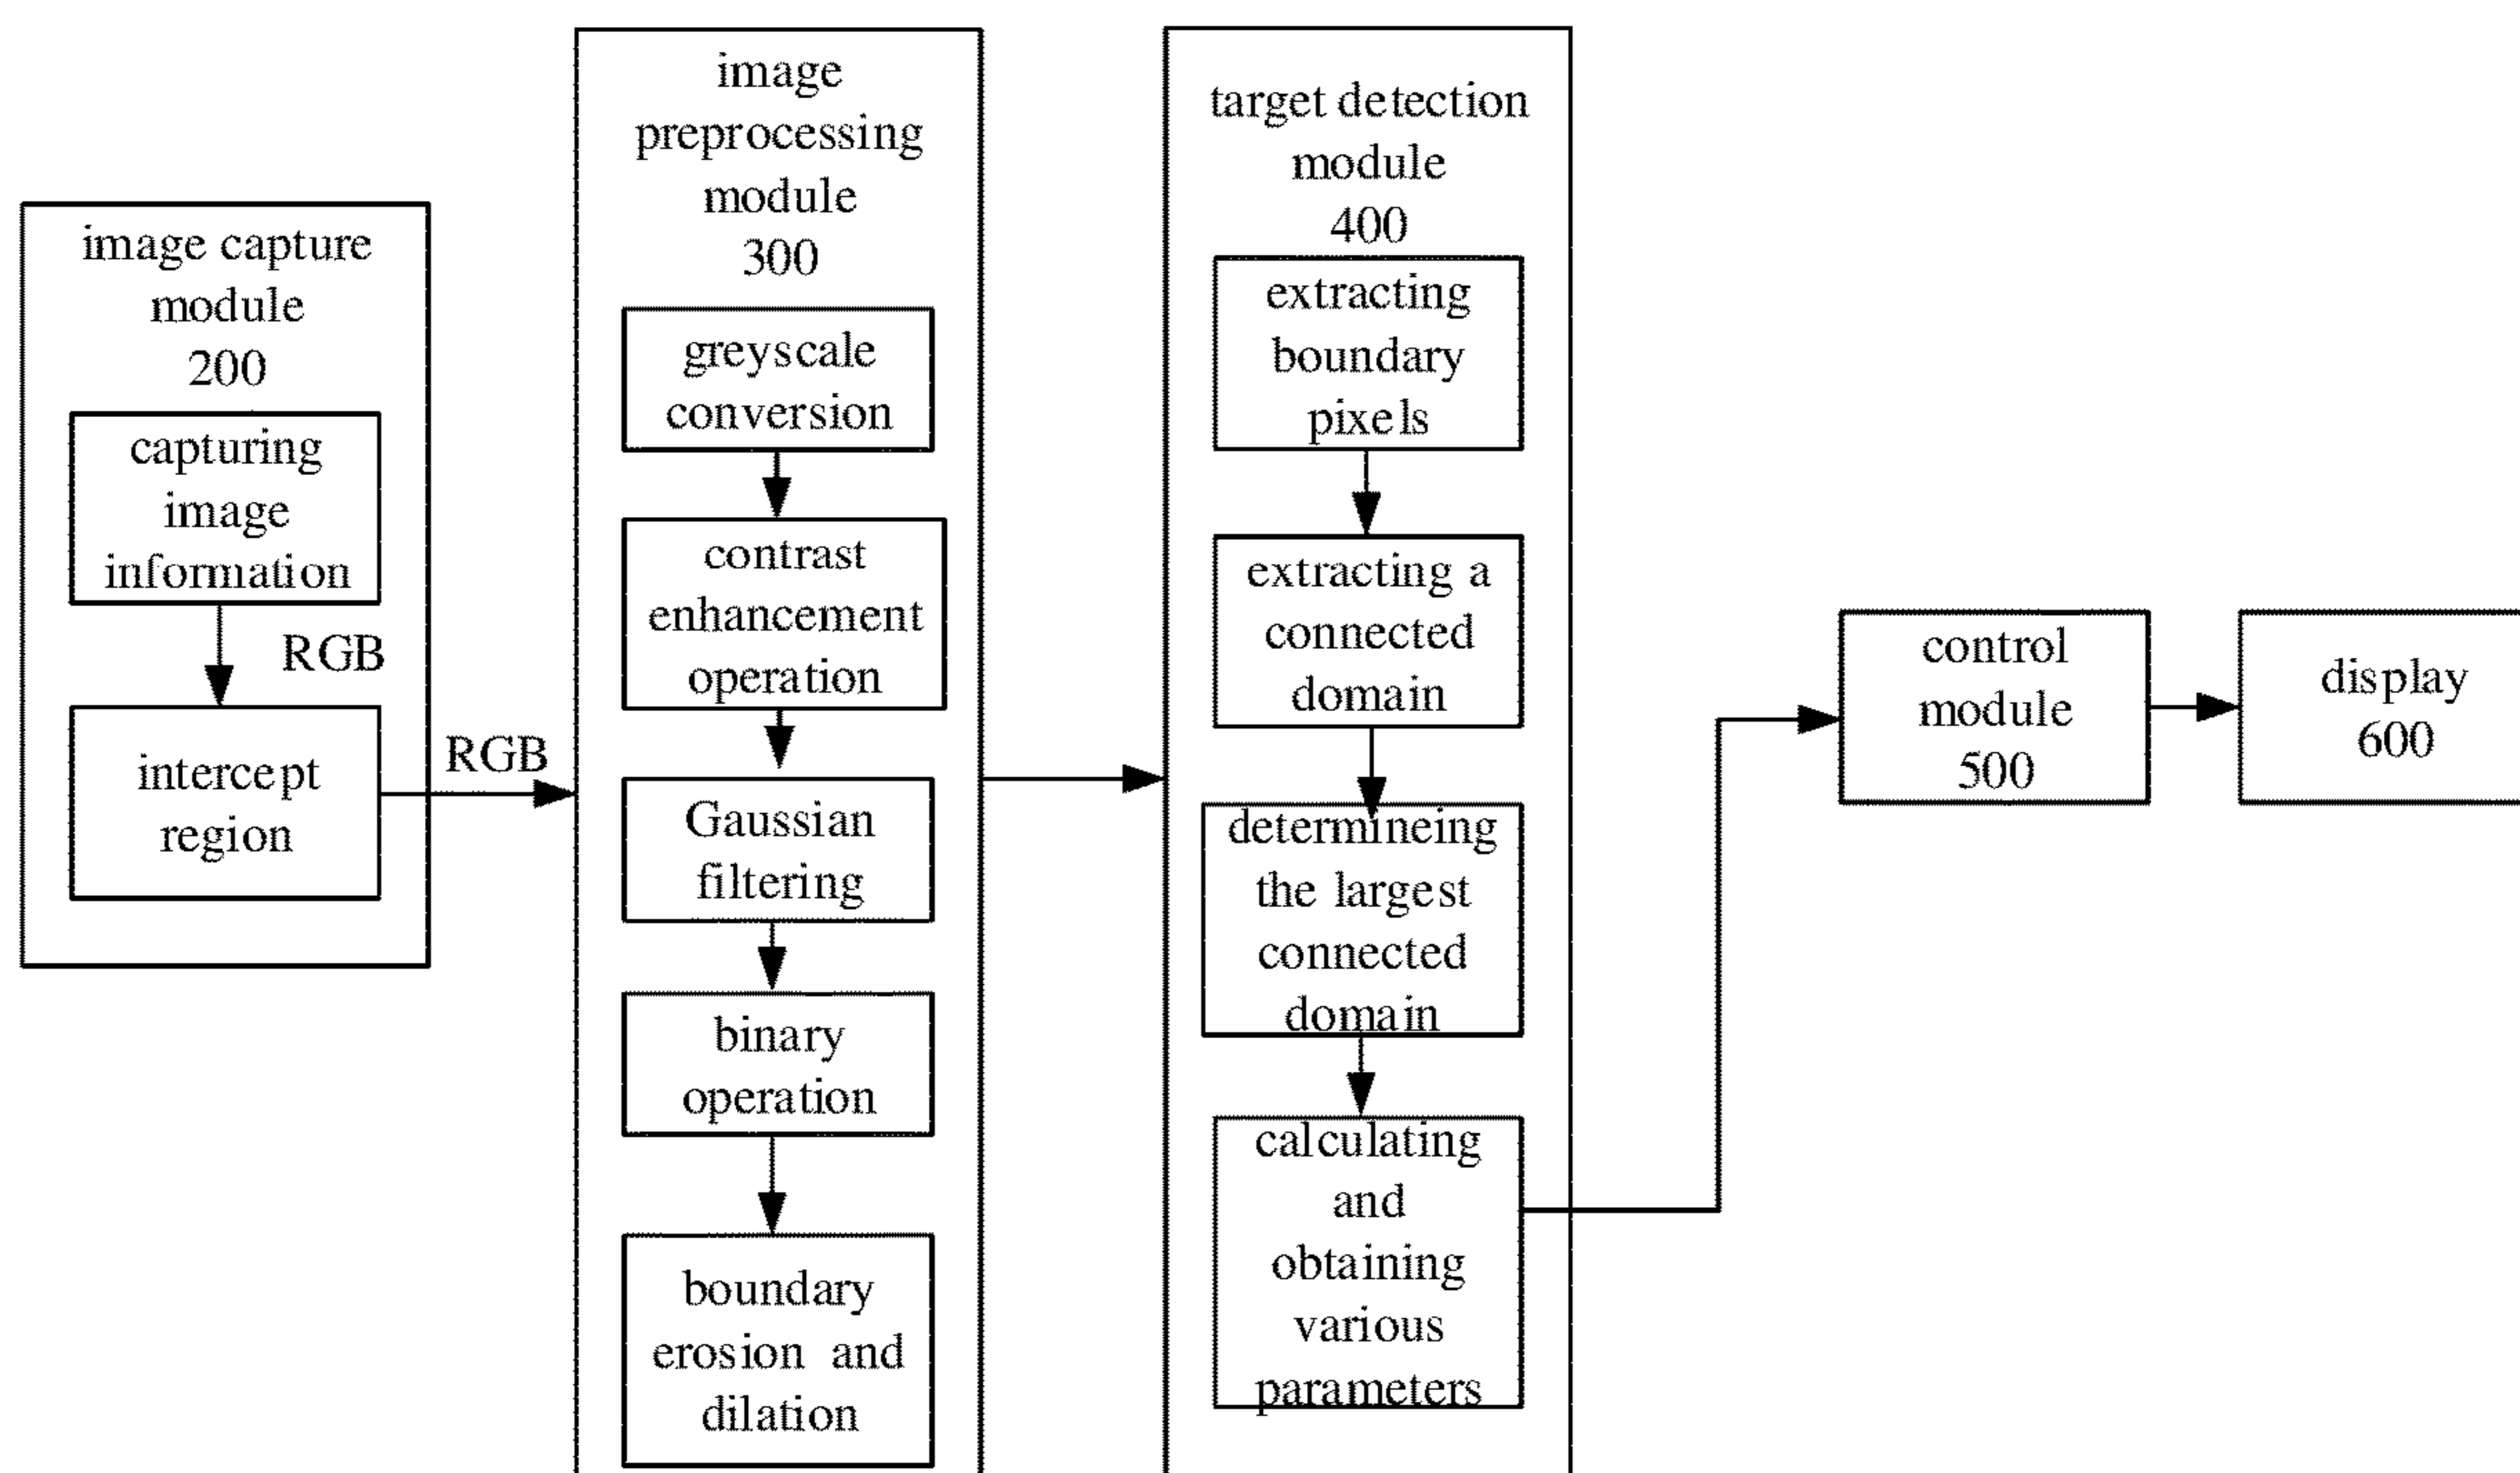 image capture
module
200
capturing
image
information
RGB
intercept
region
RGB
image
preprocessing
module
300
greyscale
conversion
contrast
enhancement
operation
Gaussian
filtering
binary
operation
boundary
erosion and
dilation
target detection
module
400
extracting
boundary
pixels
extracting a
connected
domain
determineing
the largest
connected
domain
calculating
and
obtaining
various
parameters
control
module
500
display
600